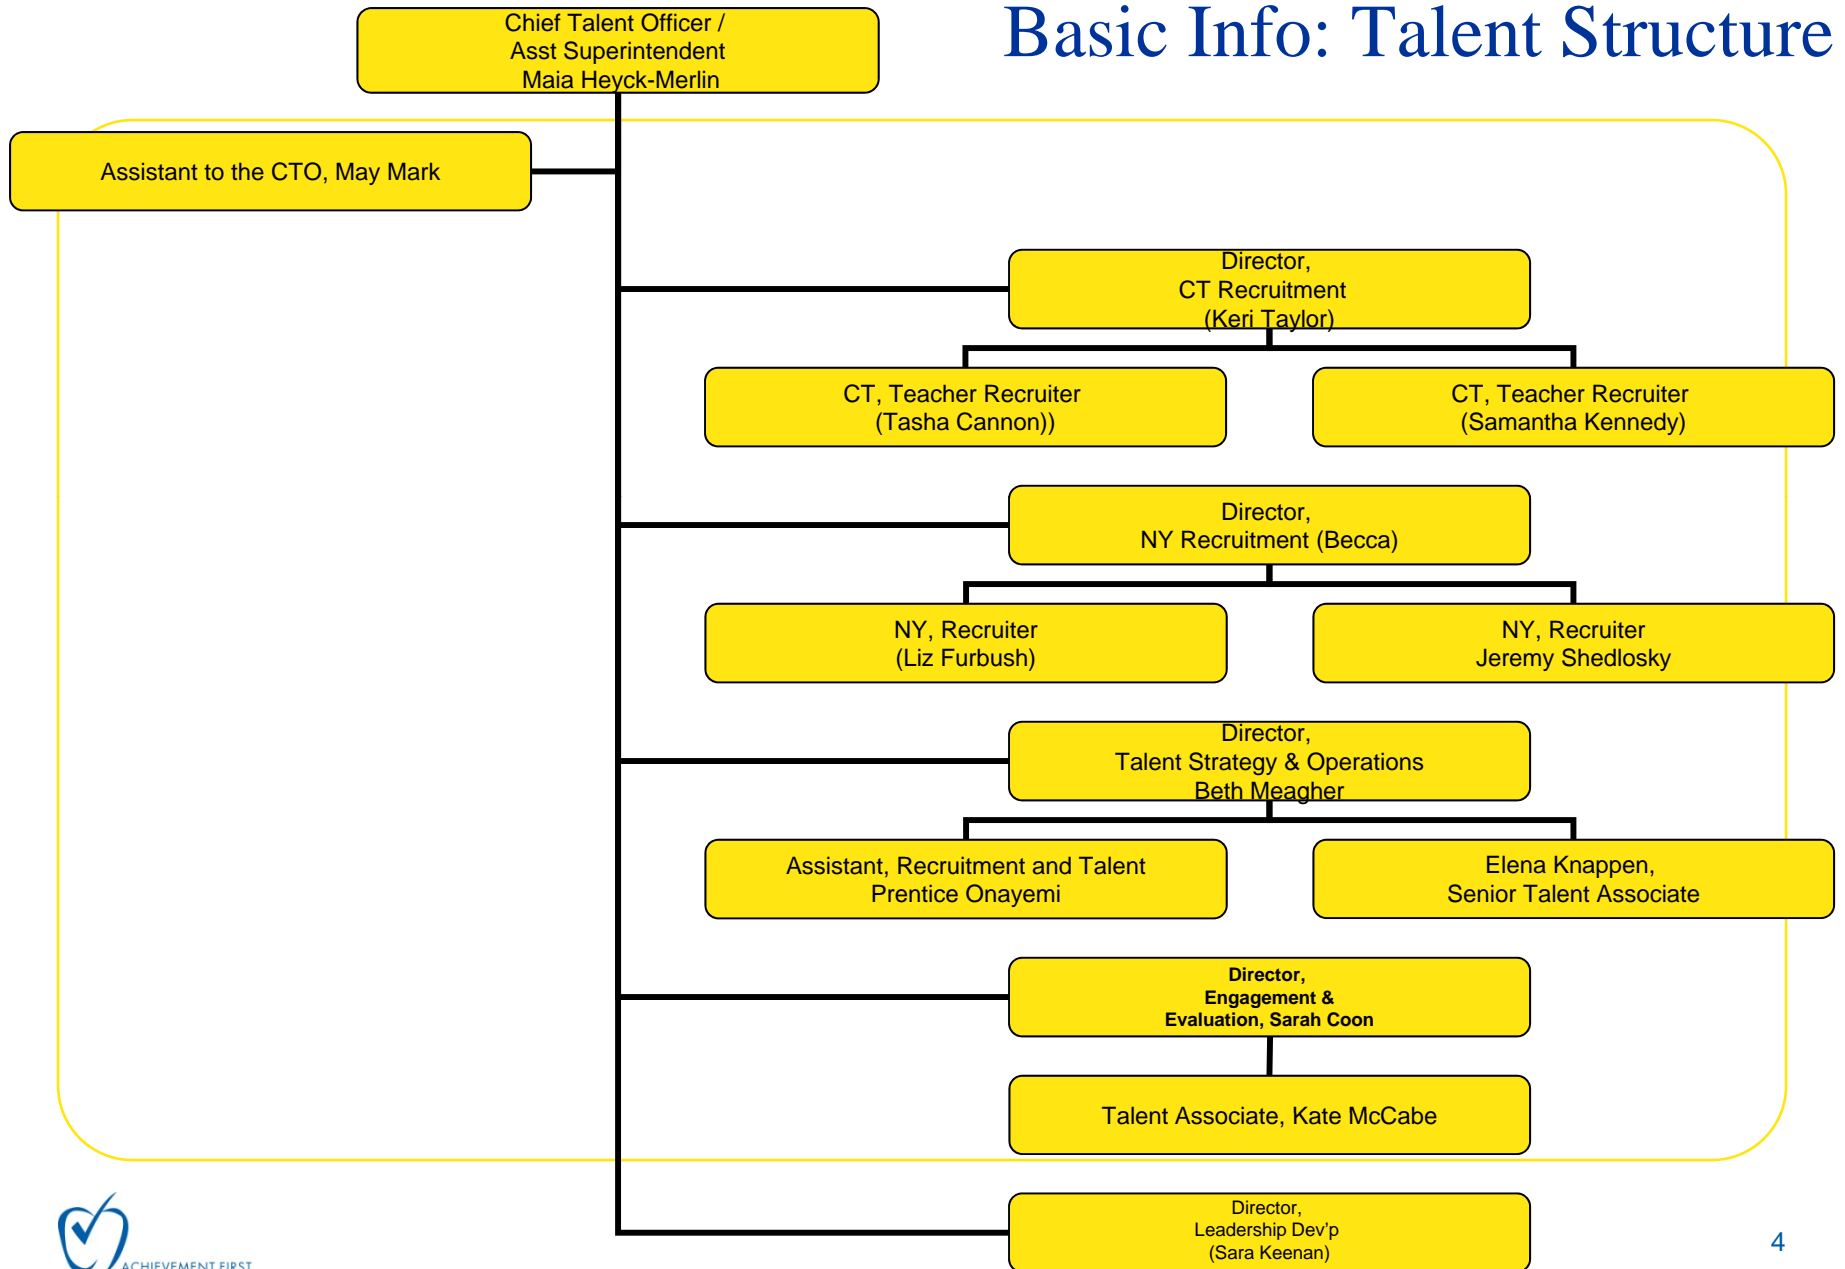 Basic Info: Talent Structure
Chief Talent Officer /
Asst Superintendent
Maia Heyck-Merlin
Assistant to the CTO, May Mark
Director,
CT Recruitment
(Keri Taylor)
CT, Teacher Recruiter
(Tasha Cannon))
CT, Teacher Recruiter
(Samantha Kennedy)
Director,
NY Recruitment (Becca)
NY, Recruiter
(Liz Furbush)
NY, Recruiter
Jeremy Shedlosky
Director,
Talent Strategy & Operations
Beth Meagher
Assistant, Recruitment and Talent
Prentice Onayemi
Elena Knappen,
Senior Talent Associate
Director,
Engagement &
Evaluation, Sarah Coon
Talent Associate, Kate McCabe
Director,
Leadership Dev'p
(Sara Keenan)
ACHIEVEMENT FIRST
4